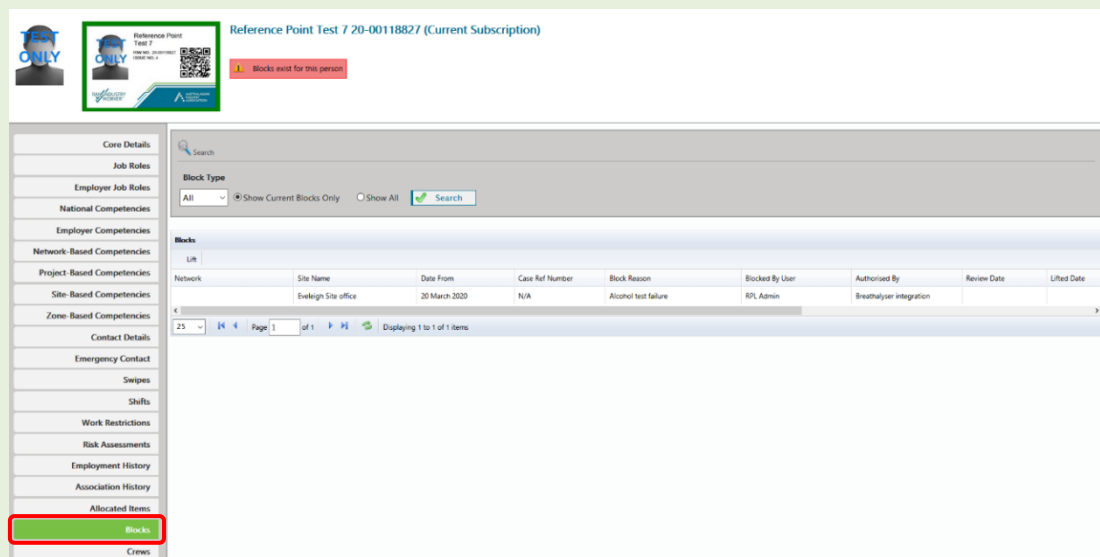 TEST
ONLY
TEST
ONLY
Reference Point
Test 7
Reference Point Test 7 20-00118827 (Current Subscription)
Blocks exist for this person
Core Details
Job Roles
Employer Job Roles
National Competencies
Employer Competencies
Network-Based Competencies
Project-Based Competencies
Site-Based Competencies
Zone-Based Competencies
Contact Details
Emergency Contact
Swipes
Shifts
Work Restrictions
Risk Assessments
Employment History
Association History
Allocated Items
Blocks
Crews
Search
Block Type
All Show Current Blocks Only Show All Search
Blocks
Lift
Network Site Name Date From Case Ref Number Block Reason Blocked By User Authorised By Review Date Lifted Date
Eveleigh Site office 20 March 2020 N/A Alcohol test failure RPL Admin Breathalyser integration
25 Page 1 of 1 Displaying 1 to 1 of 1 items